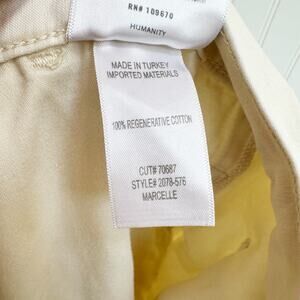 RN# 109670
HUMANITY
MADE IN TURKEY
IMPORTED MATERIALS
100% REGENERATIVE COTTON
CUT# 70687
STYLE# 2078-576
MARCELLE